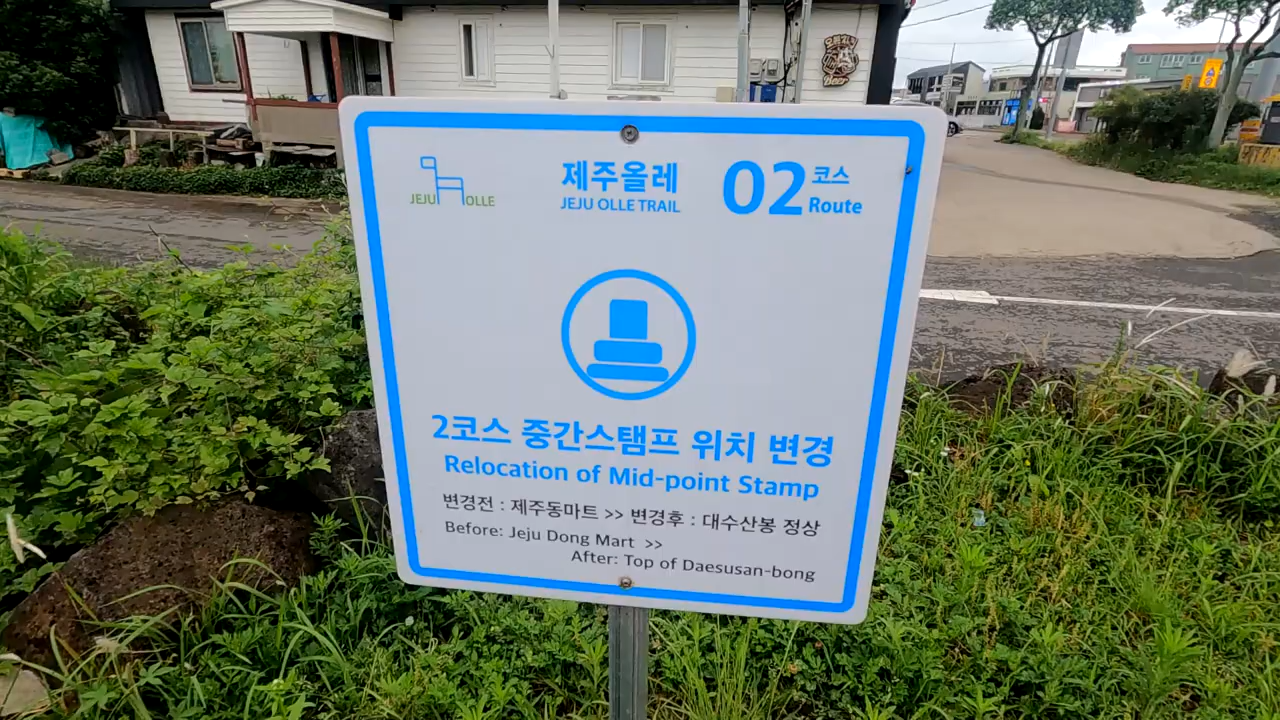 JEJU OLLE
제주올레
JEJU OLLE TRAIL
02 코스
Route
2코스 중간스탬프 위치 변경
Relocation of Mid-point Stamp
변경전 : 제주동마트 >> 변경후 : 대수산봉 정상
Before: Jeju Dong Mart >>
After: Top of Daesusan-bong